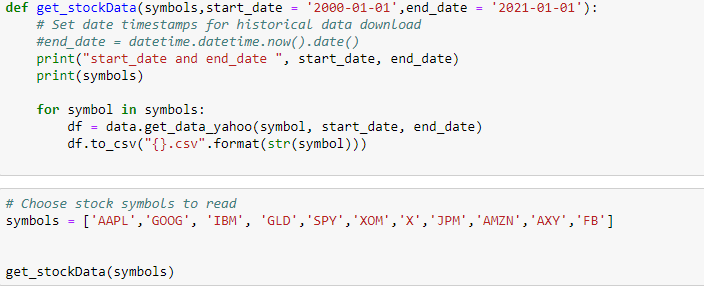 def get_stockData(symbols,start_date = '2000-01-01',end_date = '2021-01-01'):
    # Set date timestamps for historical data download
    #end_date = datetime.datetime.now().date()
    print("start_date and end_date ", start_date, end_date)
    print(symbols)
    for symbol in symbols:
        df = data.get_data_yahoo(symbol, start_date, end_date)
        df.to_csv("{}.csv".format(str(symbol)))
# Choose stock symbols to read
symbols = ['AAPL','GOOG', 'IBM', 'GLD','SPY','XOM','X','JPM','AMZN','AXY','FB']
get_stockData(symbols)